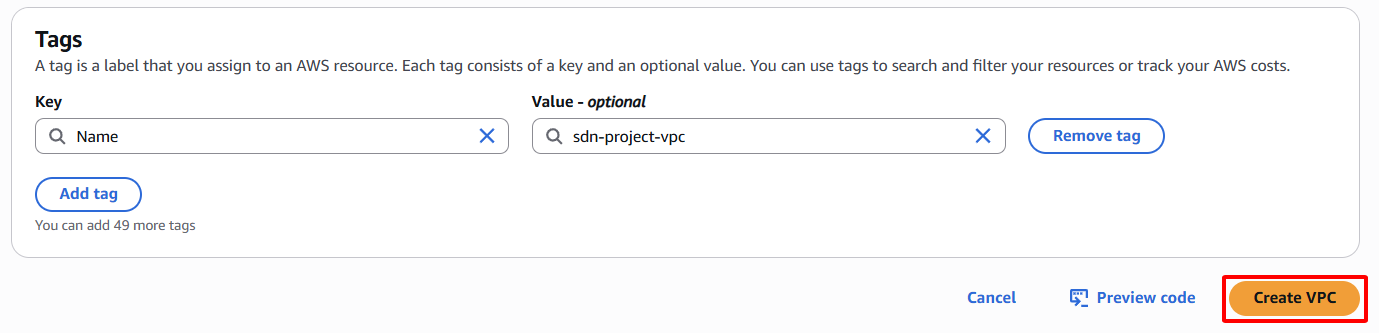 Tags
A tag is a label that you assign to an AWS resource. Each tag consists of a key and an optional value. You can use tags to search and filter your resources or track your AWS costs.
Key
Value - optional
Name
sdn-project-vpc
Remove tag
Add tag
You can add 49 more tags
Cancel
Preview code
Create VPC